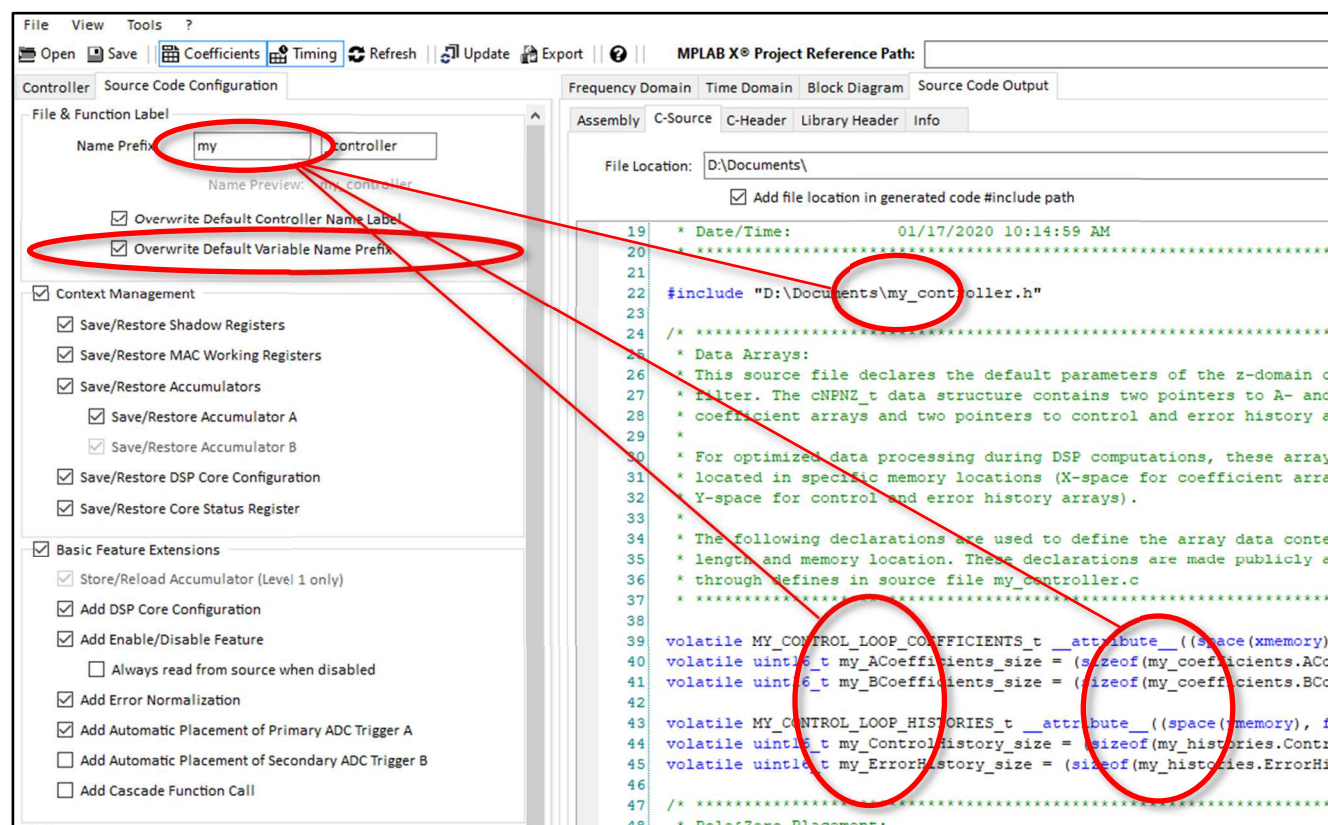 File View Tools ?
Open Save Coefficients Timing Refresh Update Export MPLAB X® Project Reference Path:
Controller Source Code Configuration
File & Function Label
Name Prefix my controller
Name Preview: my_controller
Overwrite Default Controller Name Label
Overwrite Default Variable Name Prefix
Context Management
Save/Restore Shadow Registers
Save/Restore MAC Working Registers
Save/Restore Accumulators
Save/Restore Accumulator A
Save/Restore Accumulator B
Save/Restore DSP Core Configuration
Save/Restore Core Status Register
Basic Feature Extensions
Store/Reload Accumulator (Level 1 only)
Add DSP Core Configuration
Add Enable/Disable Feature
Always read from source when disabled
Add Error Normalization
Add Automatic Placement of Primary ADC Trigger A
Add Automatic Placement of Secondary ADC Trigger B
Add Cascade Function Call
Frequency Domain Time Domain Block Diagram Source Code Output
Assembly C-Source C-Header Library Header Info
File Location: D:\Documents\
Add file location in generated code #include path
19 * Date/Time: 01/17/2020 10:14:59 AM
20 * ******************************************************************************
21
22 #include "D:\Documents\my_controller.h"
23
24 /* ******************************************************************************
25 * Data Arrays:
26 * This source file declares the default parameters of the z-domain c
27 * filter. The cNPNZ_t data structure contains two pointers to A- and
28 * coefficient arrays and two pointers to control and error history a
29 *
30 * For optimized data processing during DSP computations, these array
31 * located in specific memory locations (X-space for coefficient arra
32 * Y-space for control and error history arrays).
33 *
34 * The following declarations are used to define the array data conte
35 * length and memory location. These declarations are made publicly a
36 * through defines in source file my_controller.c
37 * ******************************************************************************
38
39 volatile MY_CONTROL_LOOP_COEFFICIENTS_t __attribute__((space(xmemory)
40 volatile uint16_t my_ACoefficients_size = (sizeof(my_coefficients.ACo
41 volatile uint16_t my_BCoefficients_size = (sizeof(my_coefficients.BCo
42
43 volatile MY_CONTROL_LOOP_HISTORIES_t __attribute__((space(ymemory), f
44 volatile uint16_t my_ControlHistory_size = (sizeof(my_histories.Contr
45 volatile uint16_t my_ErrorHistory_size = (sizeof(my_histories.ErrorHi
46
47 /* ******************************************************************************
48 * Pole&Zero Placement: